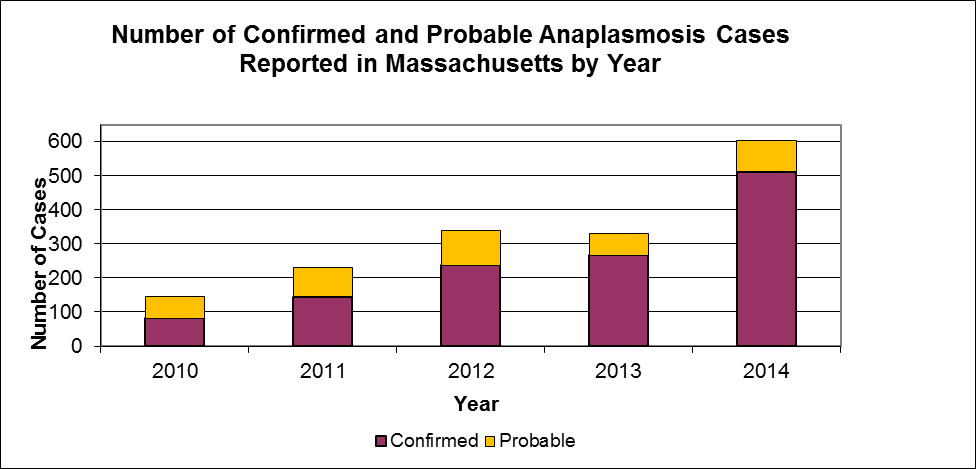 Number of Confirmed and Probable Anaplasmosis Cases
Reported in Massachusetts by Year
Number of Cases
600
500
400
300
200
100
0
2010 2011 2012 2013 2014
Year
Confirmed Probable